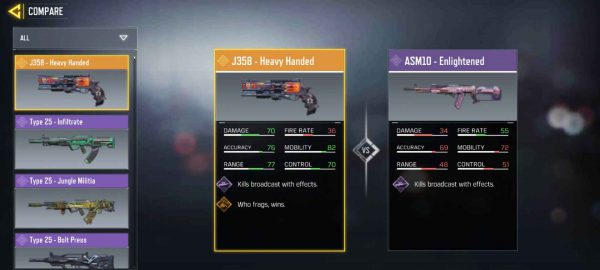 COMPARE
ALL
J358 - Heavy Handed
Type 25 - Infiltrate
Type 25 - Jungle Militia
Type 25 - Bolt Press
J358 - Heavy Handed
DAMAGE 70 FIRE RATE 36
ACCURACY 76 MOBILITY 82
RANGE 77 CONTROL 70
Kills broadcast with effects.
Who frags, wins.
VS
ASM10 - Enlightened
DAMAGE 34 FIRE RATE 55
ACCURACY 69 MOBILITY 72
RANGE 48 CONTROL 51
Kills broadcast with effects.